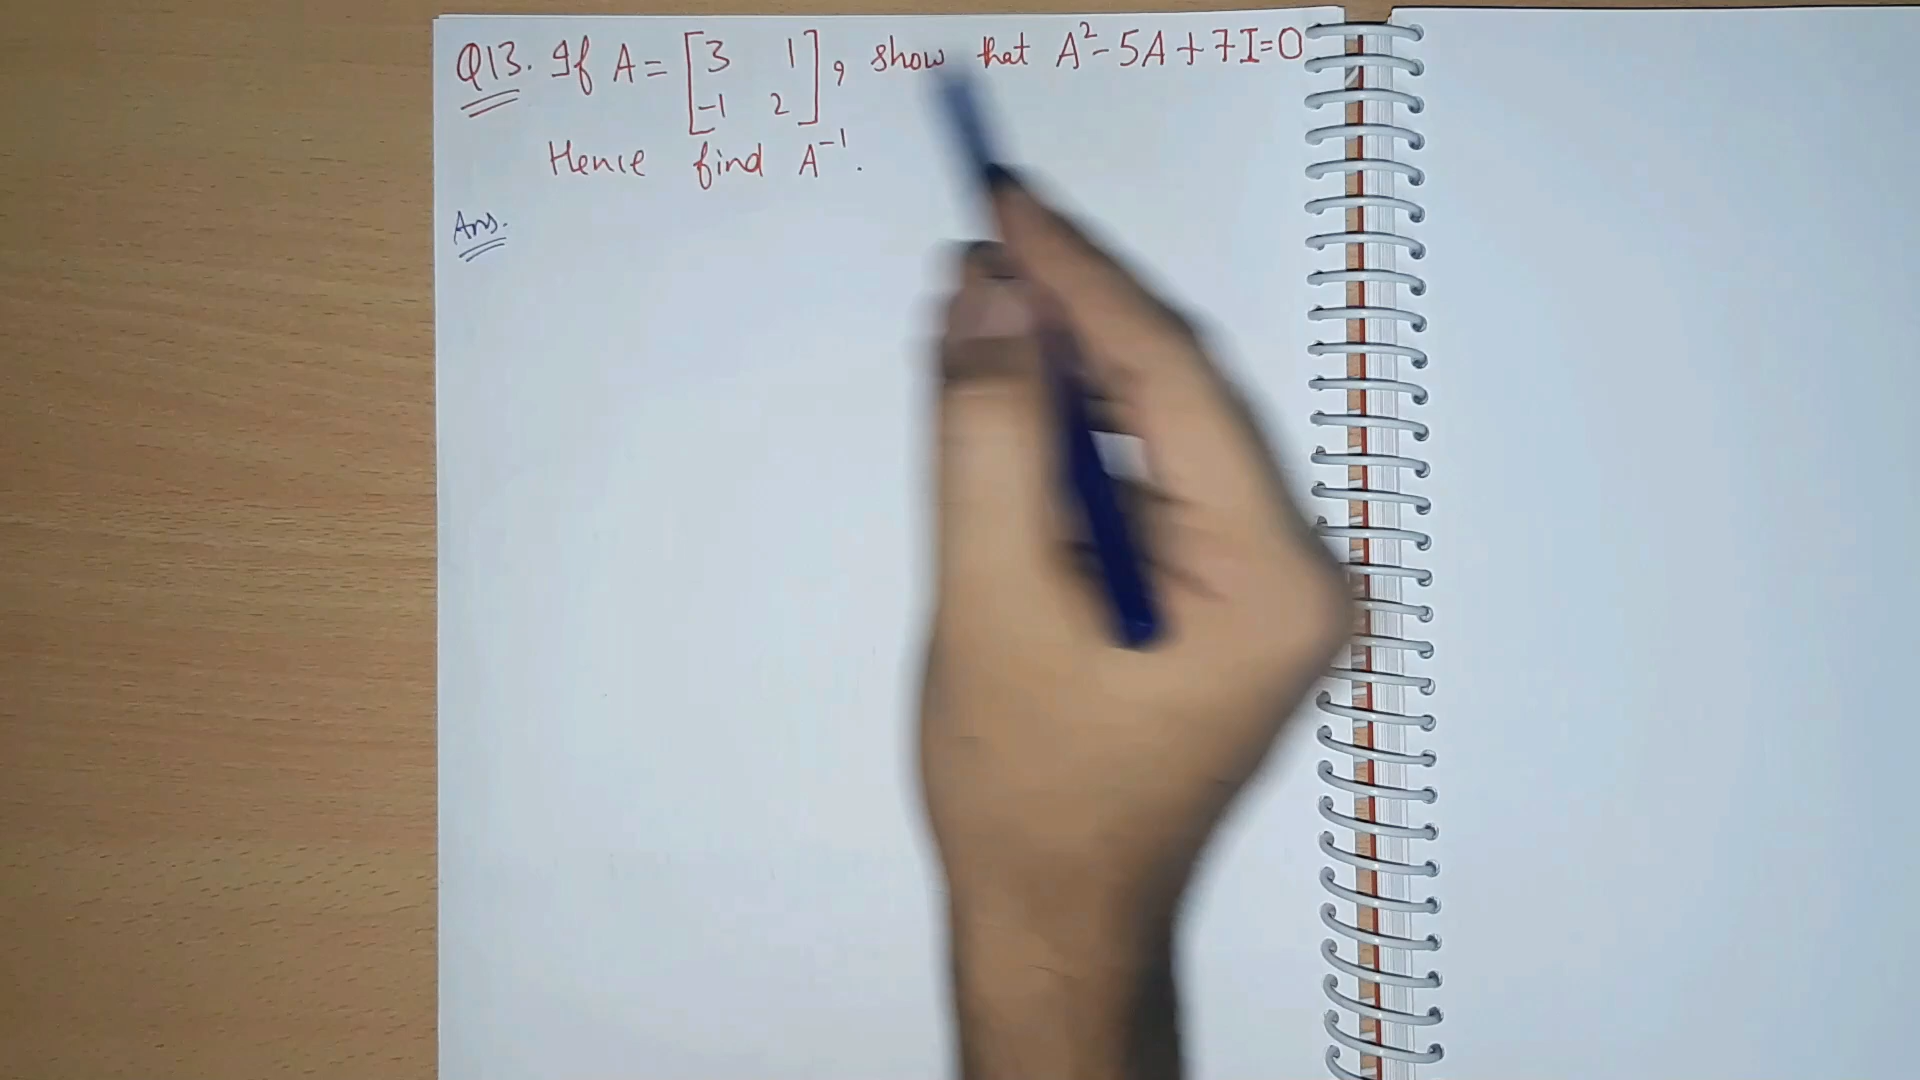 Q13. If A = [3 1], show that A²-5A+7I=0
[-1 2]
Hence find A⁻¹.
Ans.